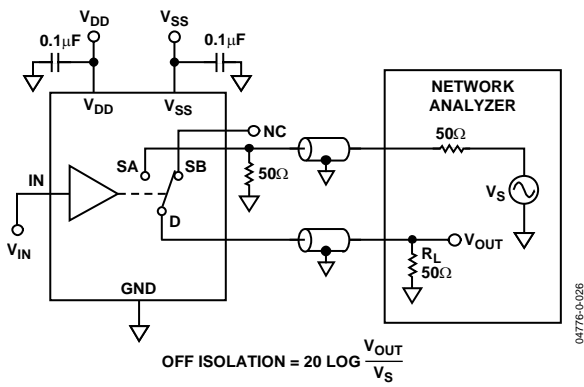 VDD
VSS
0.1μF
0.1μF
VDD
VSS
NETWORK
ANALYZER
NC
50Ω
SA
SB
50Ω
IN
VS
D
VIN
VOUT
RL
50Ω
GND
OFF ISOLATION = 20 LOG VOUT
VS
04776-0-026